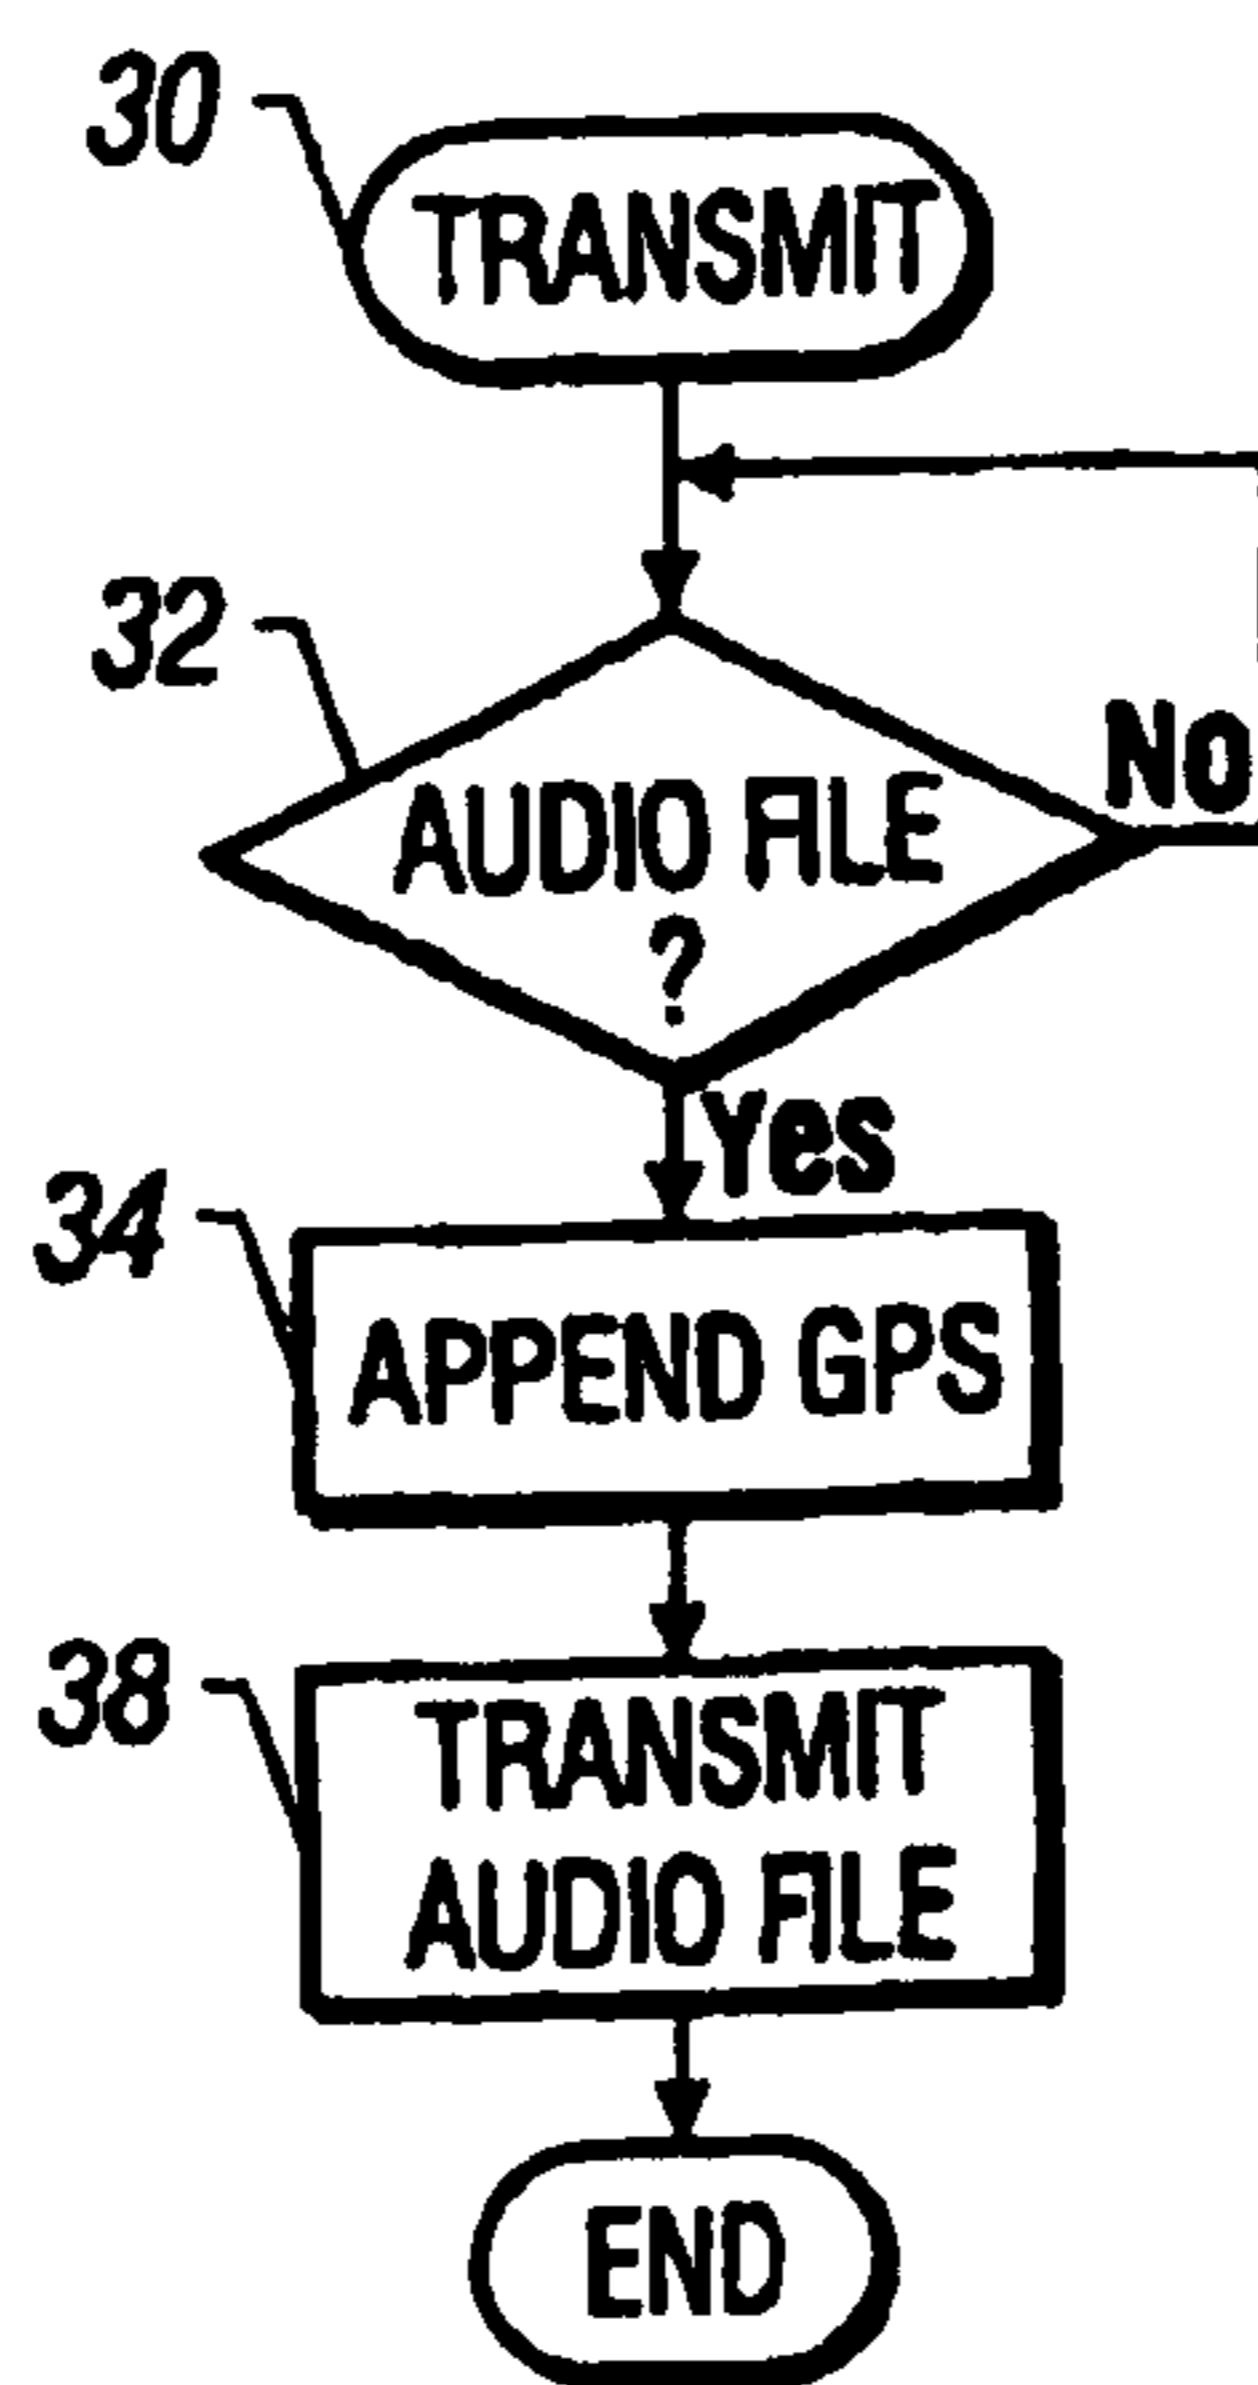 30
TRANSMIT
32
AUDIO FILE
?
No
Yes
34
APPEND GPS
38
TRANSMIT
AUDIO FILE
END